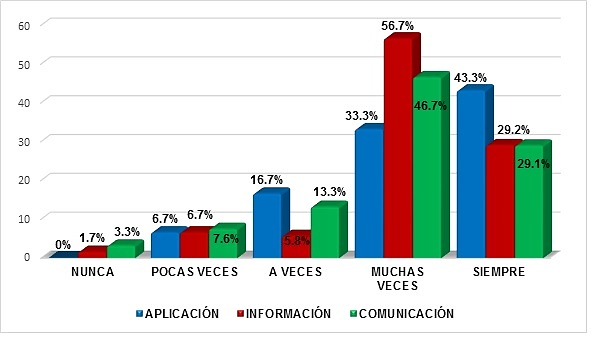 60
50
40
30
20
10
0
0% 1.7% 3.3%
6.7% 6.7% 7.6%
16.7% 5.8% 13.3%
33.3% 56.7% 46.7%
43.3% 29.2% 29.1%
NUNCA POCAS VECES A VECES MUCHAS VECES SIEMPRE
APLICACIÓN INFORMACIÓN COMUNICACIÓN